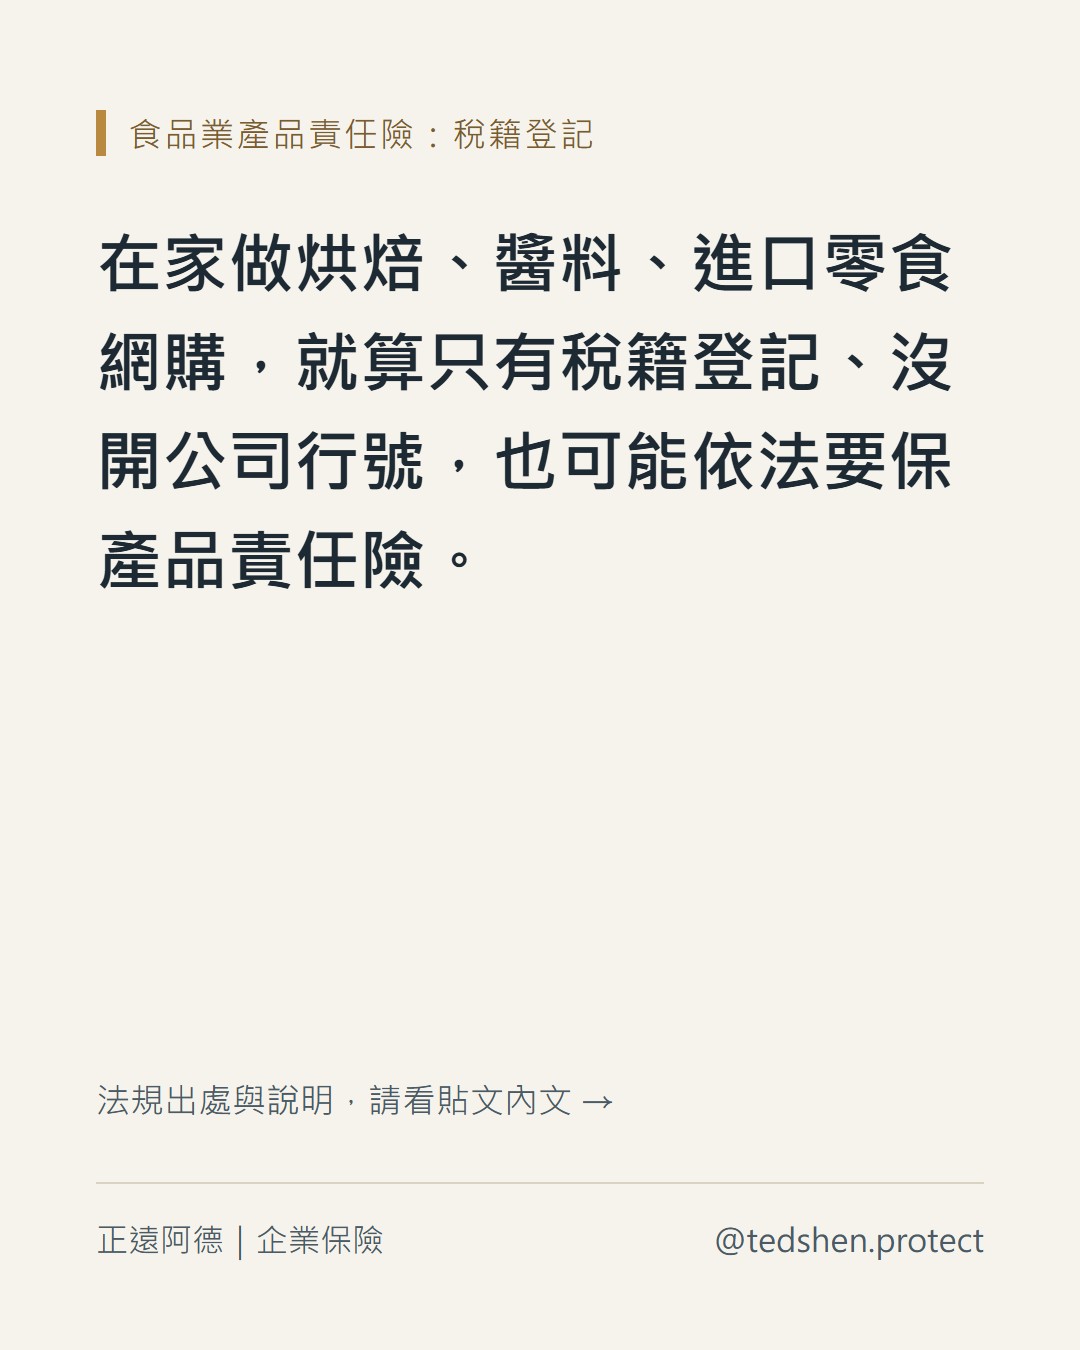 食品業產品責任險：稅籍登記
在家做烘焙、醬料、進口零食
網購，就算只有稅籍登記、沒
開公司行號，也可能依法要保
產品責任險。
法規出處與說明，請看貼文內文 →
正遠阿德｜企業保險
@tedshen.protect